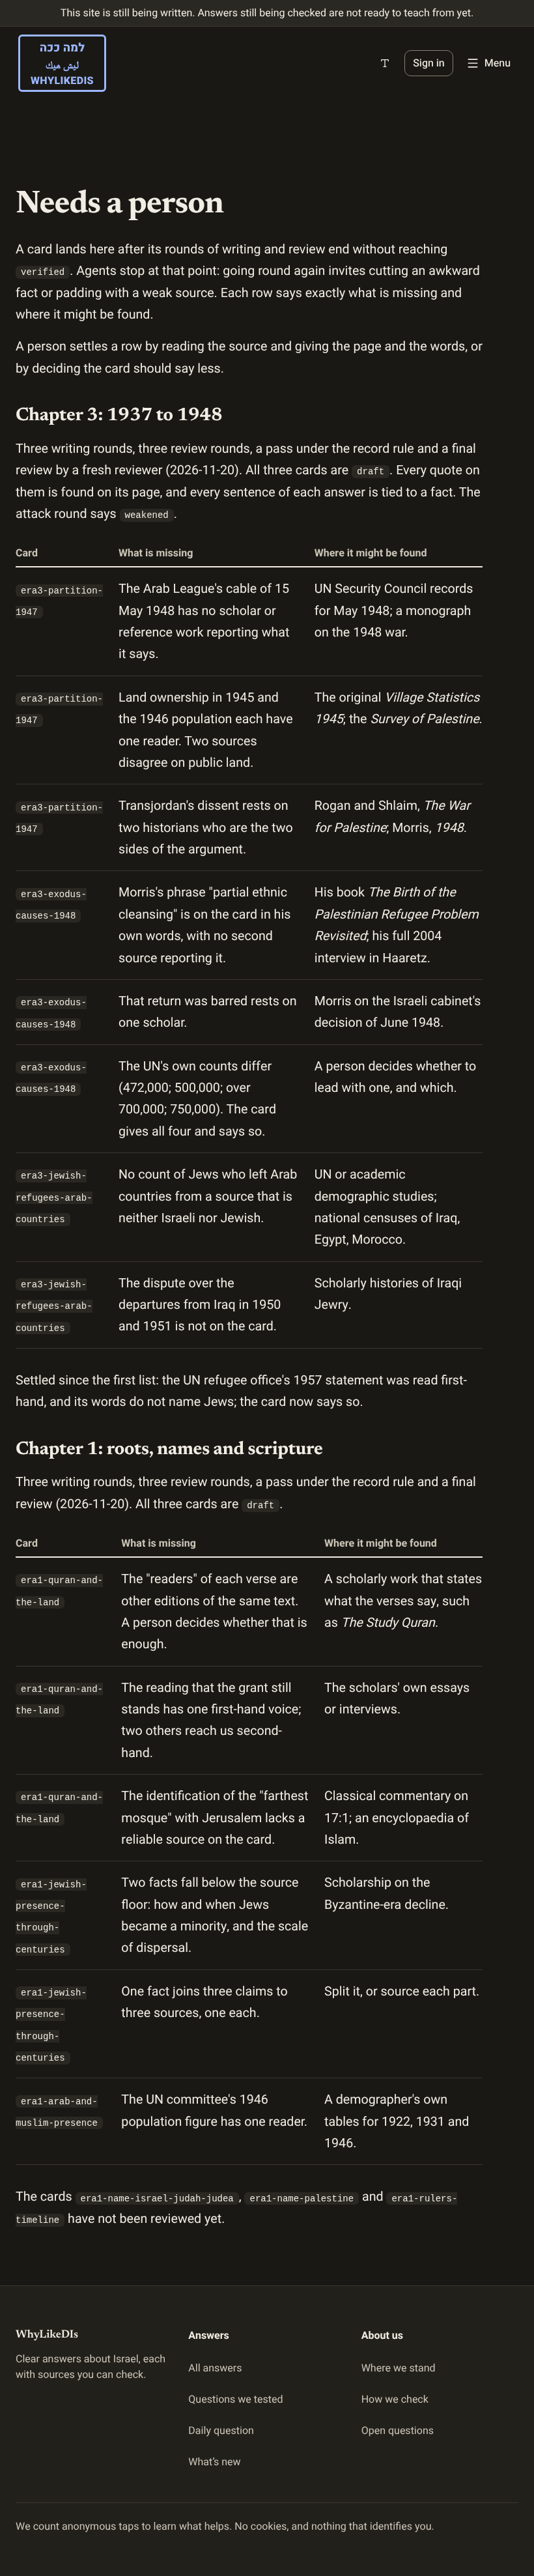 This site is still being written. Answers still being checked are not ready to teach from yet.
למה ככה
ليش هيك
WHYLIKEDIS
T
Sign in
Menu
Needs a person
A card lands here after its rounds of writing and review end without reaching
verified. Agents stop at that point: going round again invites cutting an awkward
fact or padding with a weak source. Each row says exactly what is missing and
where it might be found.
A person settles a row by reading the source and giving the page and the words, or
by deciding the card should say less.
Chapter 3: 1937 to 1948
Three writing rounds, three review rounds, a pass under the record rule and a final
review by a fresh reviewer (2026-11-20). All three cards are draft. Every quote on
them is found on its page, and every sentence of each answer is tied to a fact. The
attack round says weakened.
Card What is missing Where it might be found
era3-partition- The Arab League's cable of 15 UN Security Council records
1947 May 1948 has no scholar or for May 1948; a monograph
reference work reporting what on the 1948 war.
it says.
era3-partition- Land ownership in 1945 and The original Village Statistics
1947 the 1946 population each have 1945; the Survey of Palestine.
one reader. Two sources
disagree on public land.
era3-partition- Transjordan's dissent rests on Rogan and Shlaim, The War
1947 two historians who are the two for Palestine; Morris, 1948.
sides of the argument.
era3-exodus- Morris's phrase "partial ethnic His book The Birth of the
causes-1948 cleansing" is on the card in his Palestinian Refugee Problem
own words, with no second Revisited; his full 2004
source reporting it. interview in Haaretz.
era3-exodus- That return was barred rests on Morris on the Israeli cabinet's
causes-1948 one scholar. decision of June 1948.
era3-exodus- The UN's own counts differ A person decides whether to
causes-1948 (472,000; 500,000; over lead with one, and which.
700,000; 750,000). The card
gives all four and says so.
era3-jewish- No count of Jews who left Arab UN or academic
refugees-arab- countries from a source that is demographic studies;
countries neither Israeli nor Jewish. national censuses of Iraq,
Egypt, Morocco.
era3-jewish- The dispute over the Scholarly histories of Iraqi
refugees-arab- departures from Iraq in 1950 Jewry.
countries and 1951 is not on the card.
Settled since the first list: the UN refugee office's 1957 statement was read first-
hand, and its words do not name Jews; the card now says so.
Chapter 1: roots, names and scripture
Three writing rounds, three review rounds, a pass under the record rule and a final
review (2026-11-20). All three cards are draft.
Card What is missing Where it might be found
era1-quran-and- The "readers" of each verse are A scholarly work that states
the-land other editions of the same text. what the verses say, such
A person decides whether that is as The Study Quran.
enough.
era1-quran-and- The reading that the grant still The scholars' own essays
the-land stands has one first-hand voice; or interviews.
two others reach us second-
hand.
era1-quran-and- The identification of the "farthest Classical commentary on
the-land mosque" with Jerusalem lacks a 17:1; an encyclopaedia of
reliable source on the card. Islam.
era1-jewish- Two facts fall below the source Scholarship on the
presence- floor: how and when Jews Byzantine-era decline.
through- became a minority, and the scale
centuries of dispersal.
era1-jewish- One fact joins three claims to Split it, or source each part.
presence- three sources, one each.
through-
centuries
era1-arab-and- The UN committee's 1946 A demographer's own
muslim-presence population figure has one reader. tables for 1922, 1931 and
1946.
The cards era1-name-israel-judah-judea, era1-name-palestine and era1-rulers-
timeline have not been reviewed yet.
WhyLikeDIs Answers About us
Clear answers about Israel, each
with sources you can check.
All answers Where we stand
Questions we tested How we check
Daily question Open questions
What's new
We count anonymous taps to learn what helps. No cookies, and nothing that identifies you.